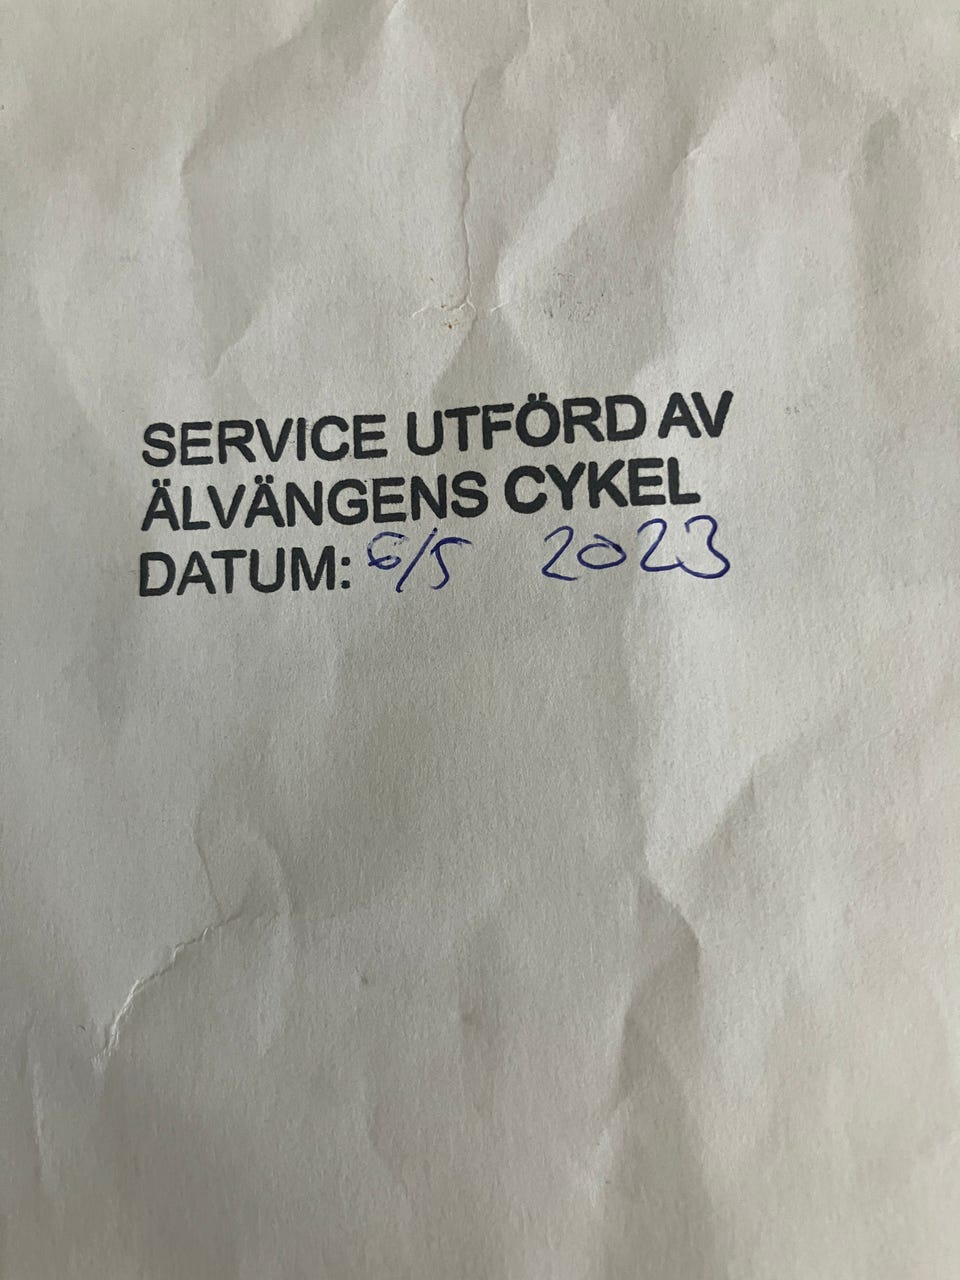 SERVICE UTFÖRD AV
ÄLVÄNGENS CYKEL
DATUM: 6/5 2023